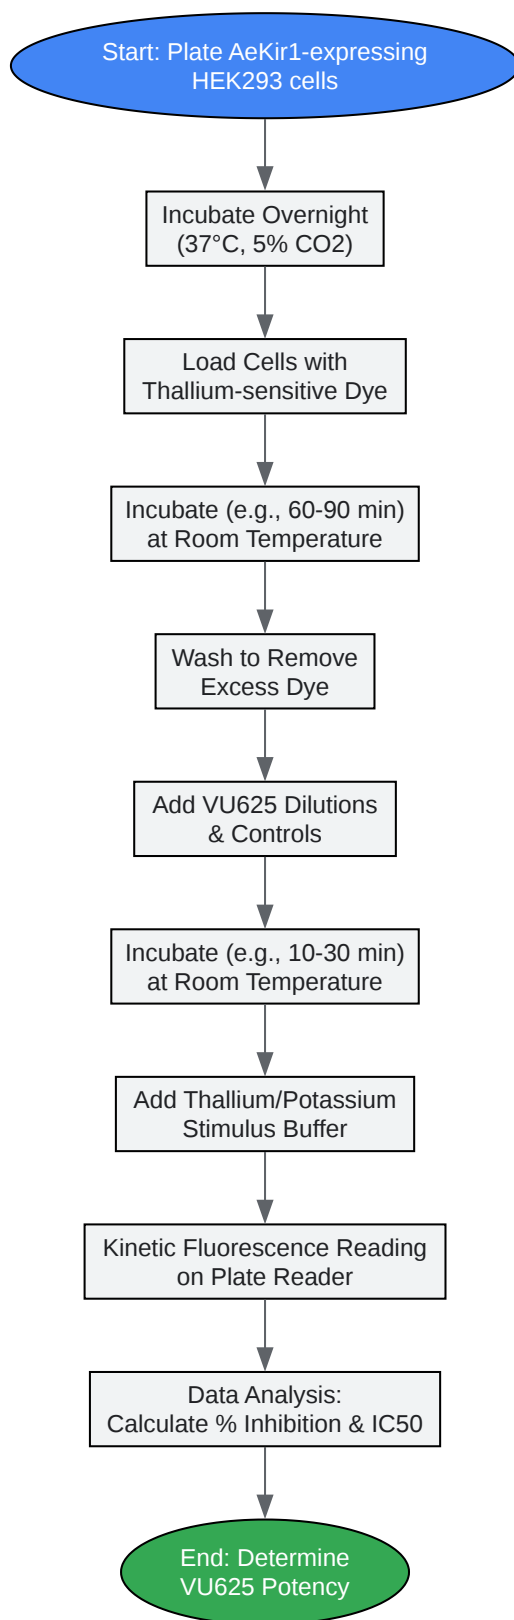 Start: Plate AeKir1-expressing
HEK293 cells
Incubate Overnight
(37°C, 5% CO2)
Load Cells with
Thallium-sensitive Dye
Incubate (e.g., 60-90 min)
at Room Temperature
Wash to Remove
Excess Dye
Add VU625 Dilutions
& Controls
Incubate (e.g., 10-30 min)
at Room Temperature
Add Thallium/Potassium
Stimulus Buffer
Kinetic Fluorescence Reading
on Plate Reader
Data Analysis:
Calculate % Inhibition & IC50
End: Determine
VU625 Potency